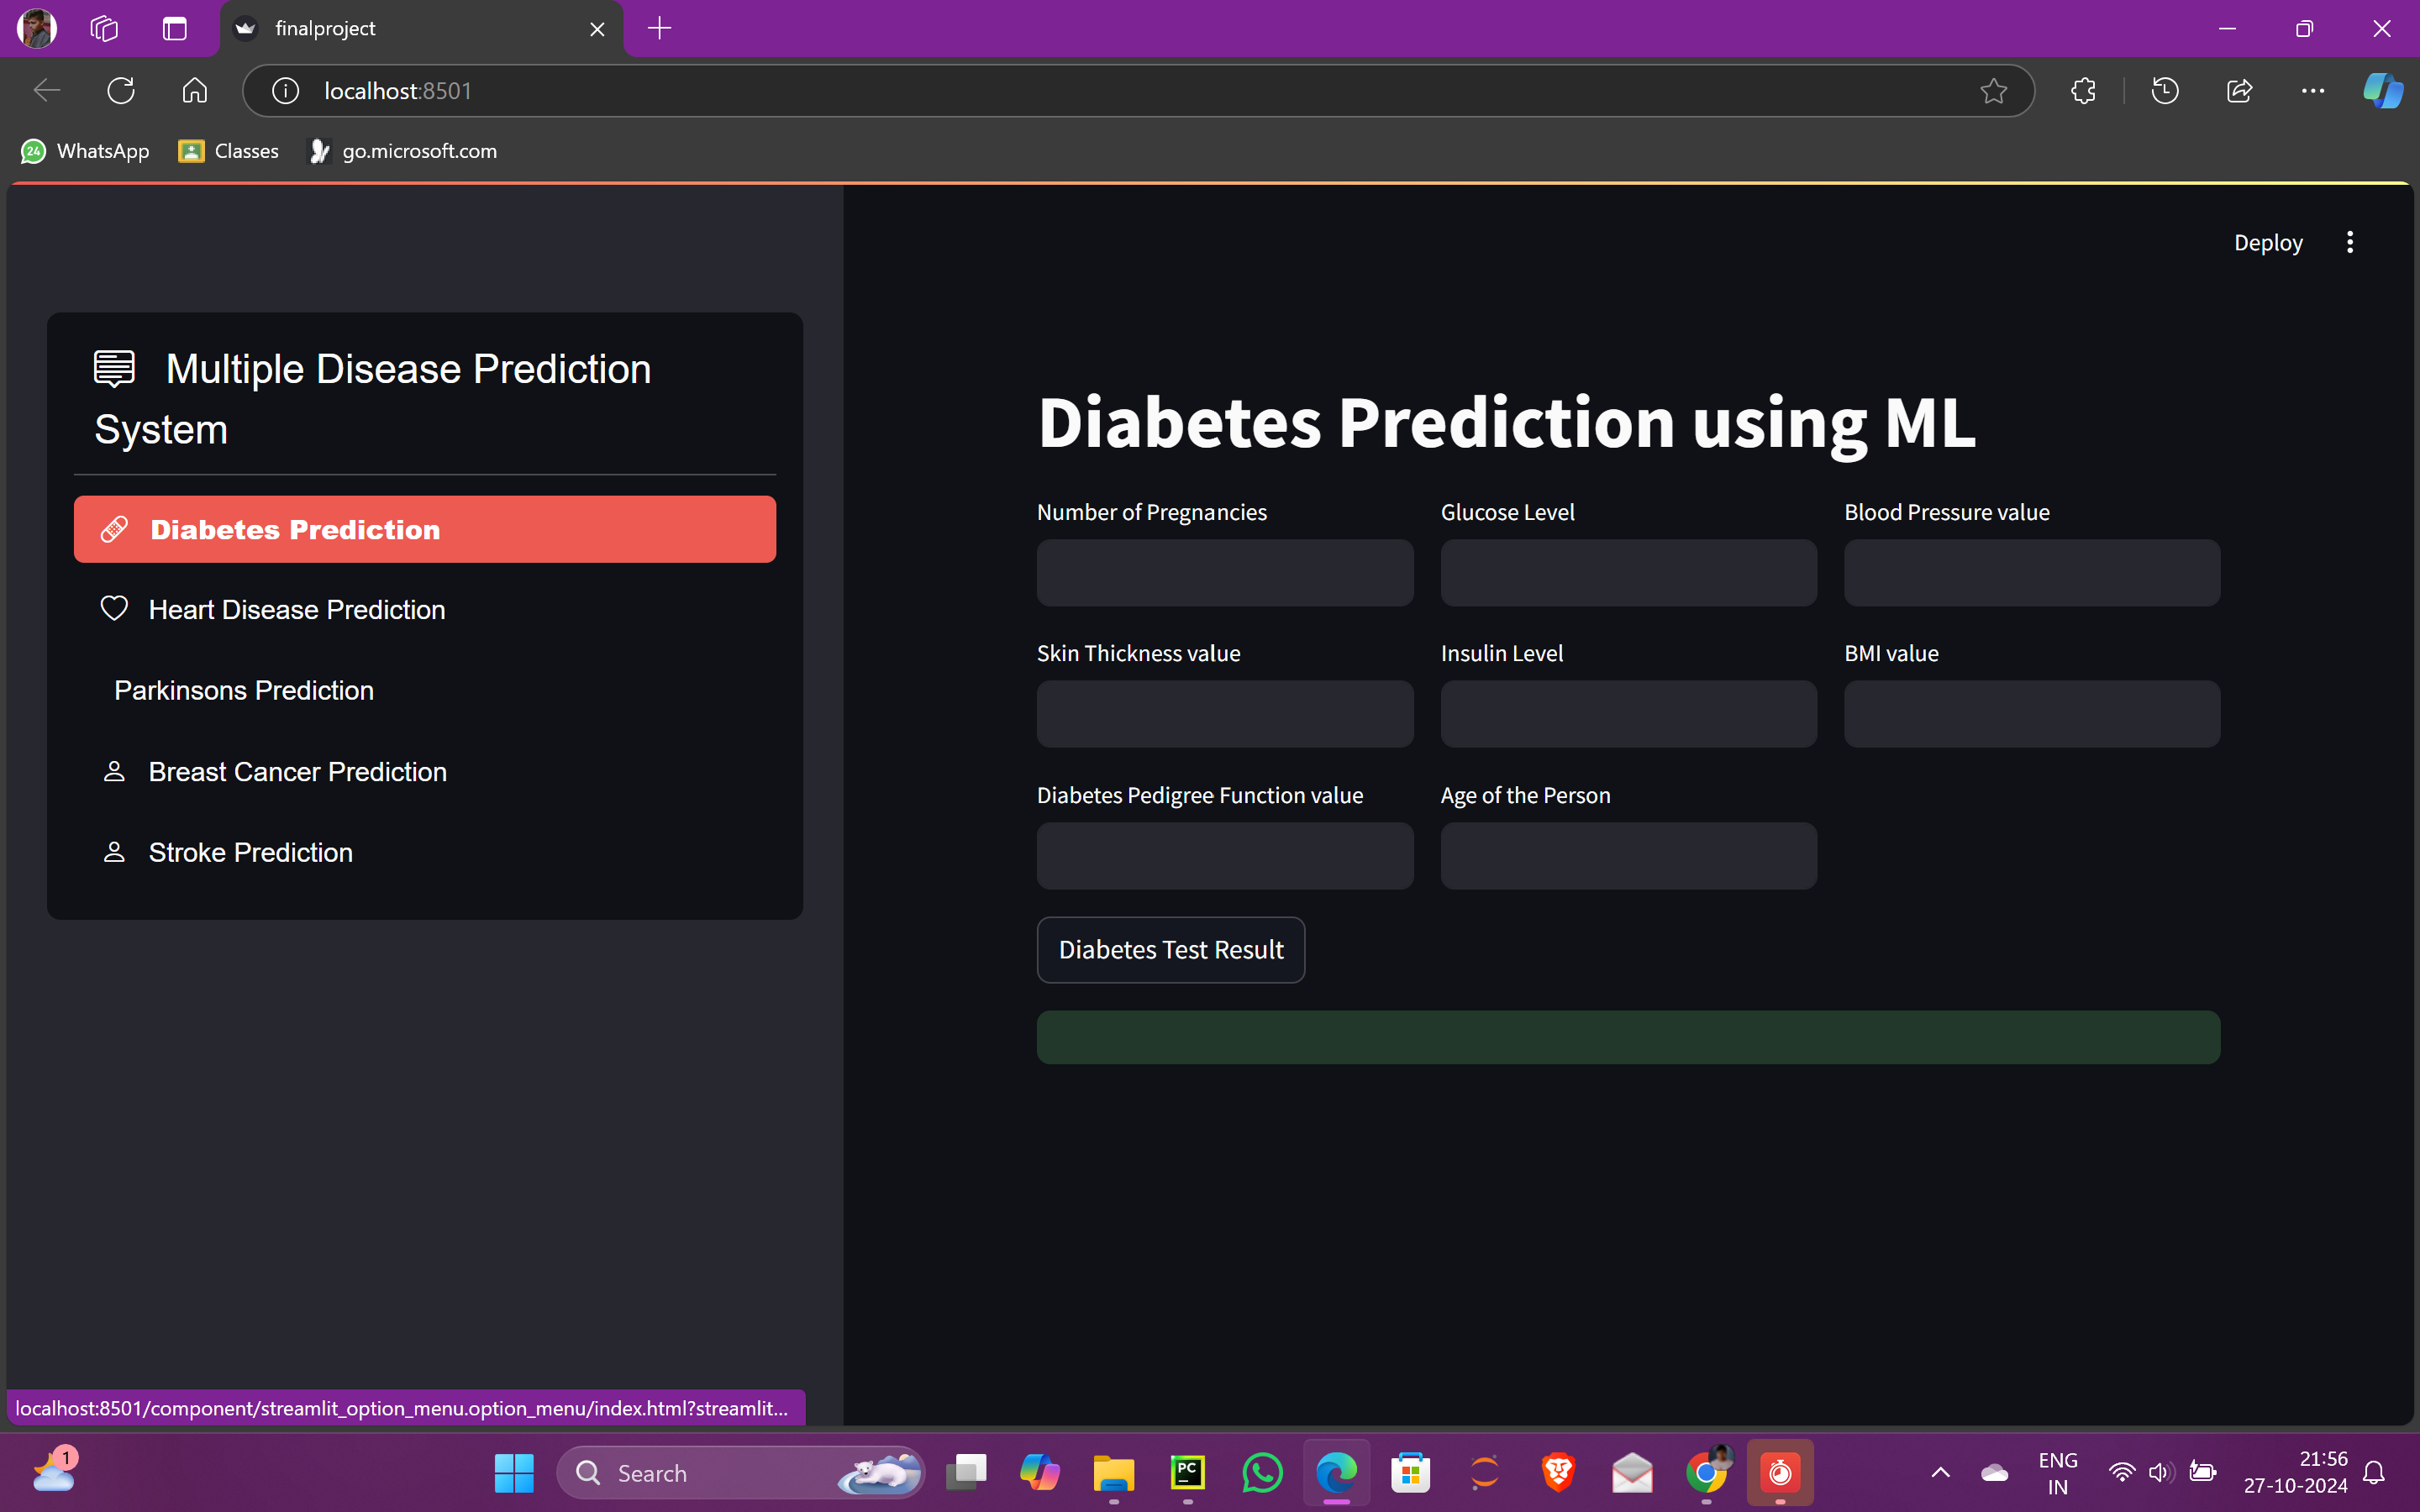 finalproject
localhost:8501
24
WhatsApp
Classes
go.microsoft.com
Deploy
Multiple Disease Prediction
System
Diabetes Prediction
Heart Disease Prediction
Parkinsons Prediction
Breast Cancer Prediction
Stroke Prediction
Diabetes Prediction using ML
Number of Pregnancies
Glucose Level
Blood Pressure value
Skin Thickness value
Insulin Level
BMI value
Diabetes Pedigree Function value
Age of the Person
Diabetes Test Result
localhost:8501/component/streamlit_option_menu.option_menu/index.html?streamlit...
1
Search
PC
ENG
IN
21:56
27-10-2024